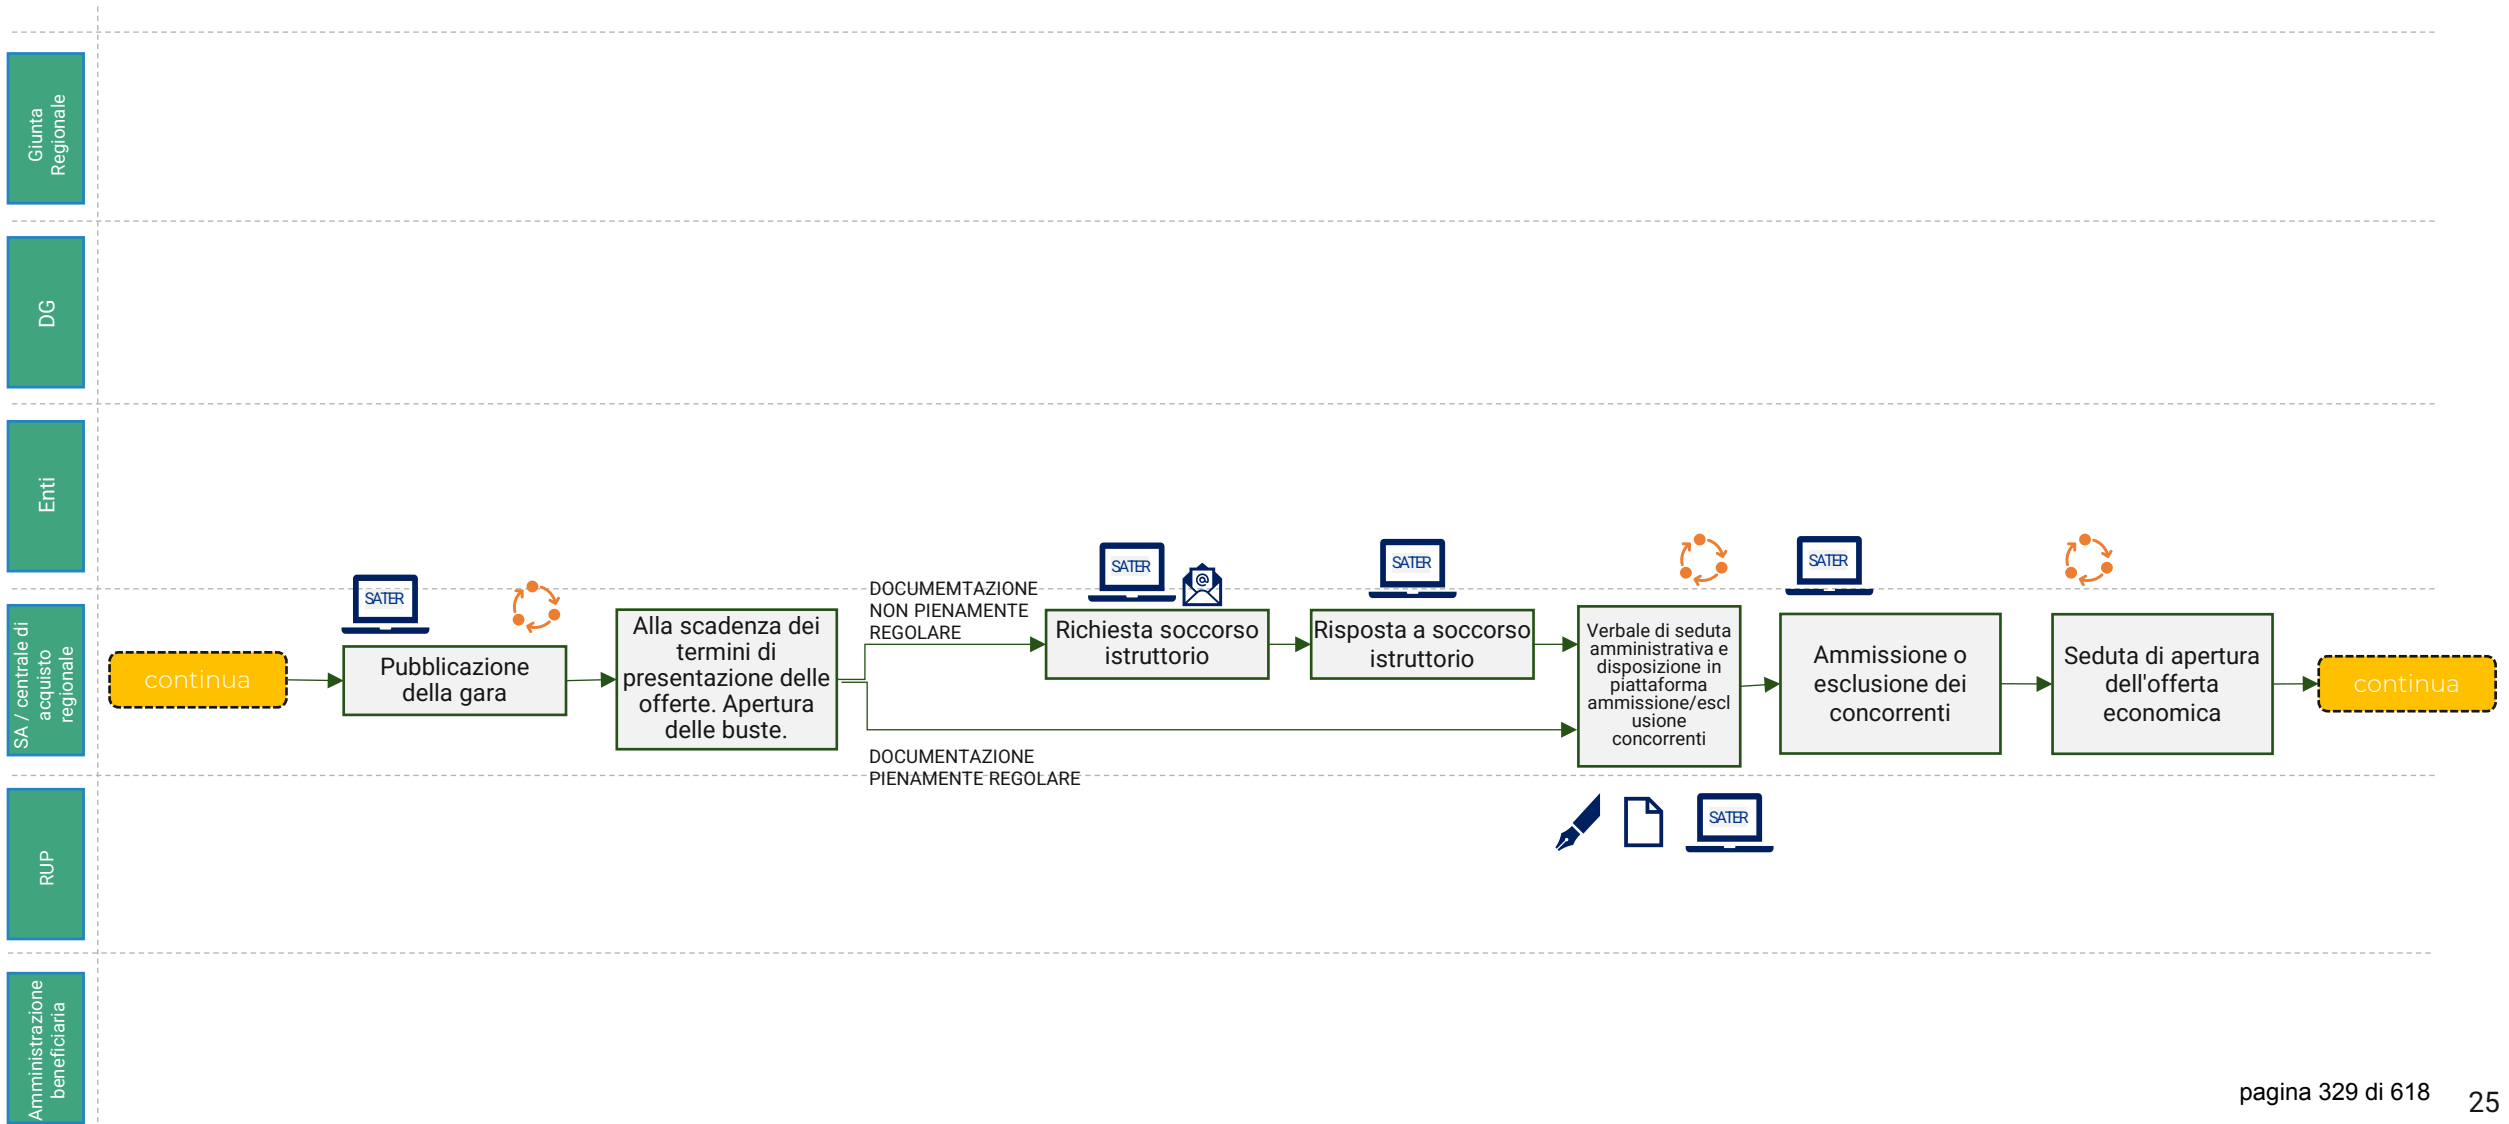 Giunta
Regionale
DG
Enti
SA / centrale di
acquisto
regionale
RUP
Amministrazione
beneficiaria
continua
SATER
Pubblicazione
della gara
Alla scadenza dei
termini di
presentazione delle
offerte. Apertura
delle buste.
DOCUMEMTAZIONE
NON PIENAMENTE
REGOLARE
DOCUMENTAZIONE
PIENAMENTE REGOLARE
SATER
@
Richiesta soccorso
istruttorio
SATER
Risposta a soccorso
istruttorio
Verbale di seduta
amministrativa e
disposizione in
piattaforma
ammissione/escl
usione
concorrenti
SATER
SATER
Ammissione o
esclusione dei
concorrenti
Seduta di apertura
dell'offerta
economica
continua
pagina 329 di 618
25